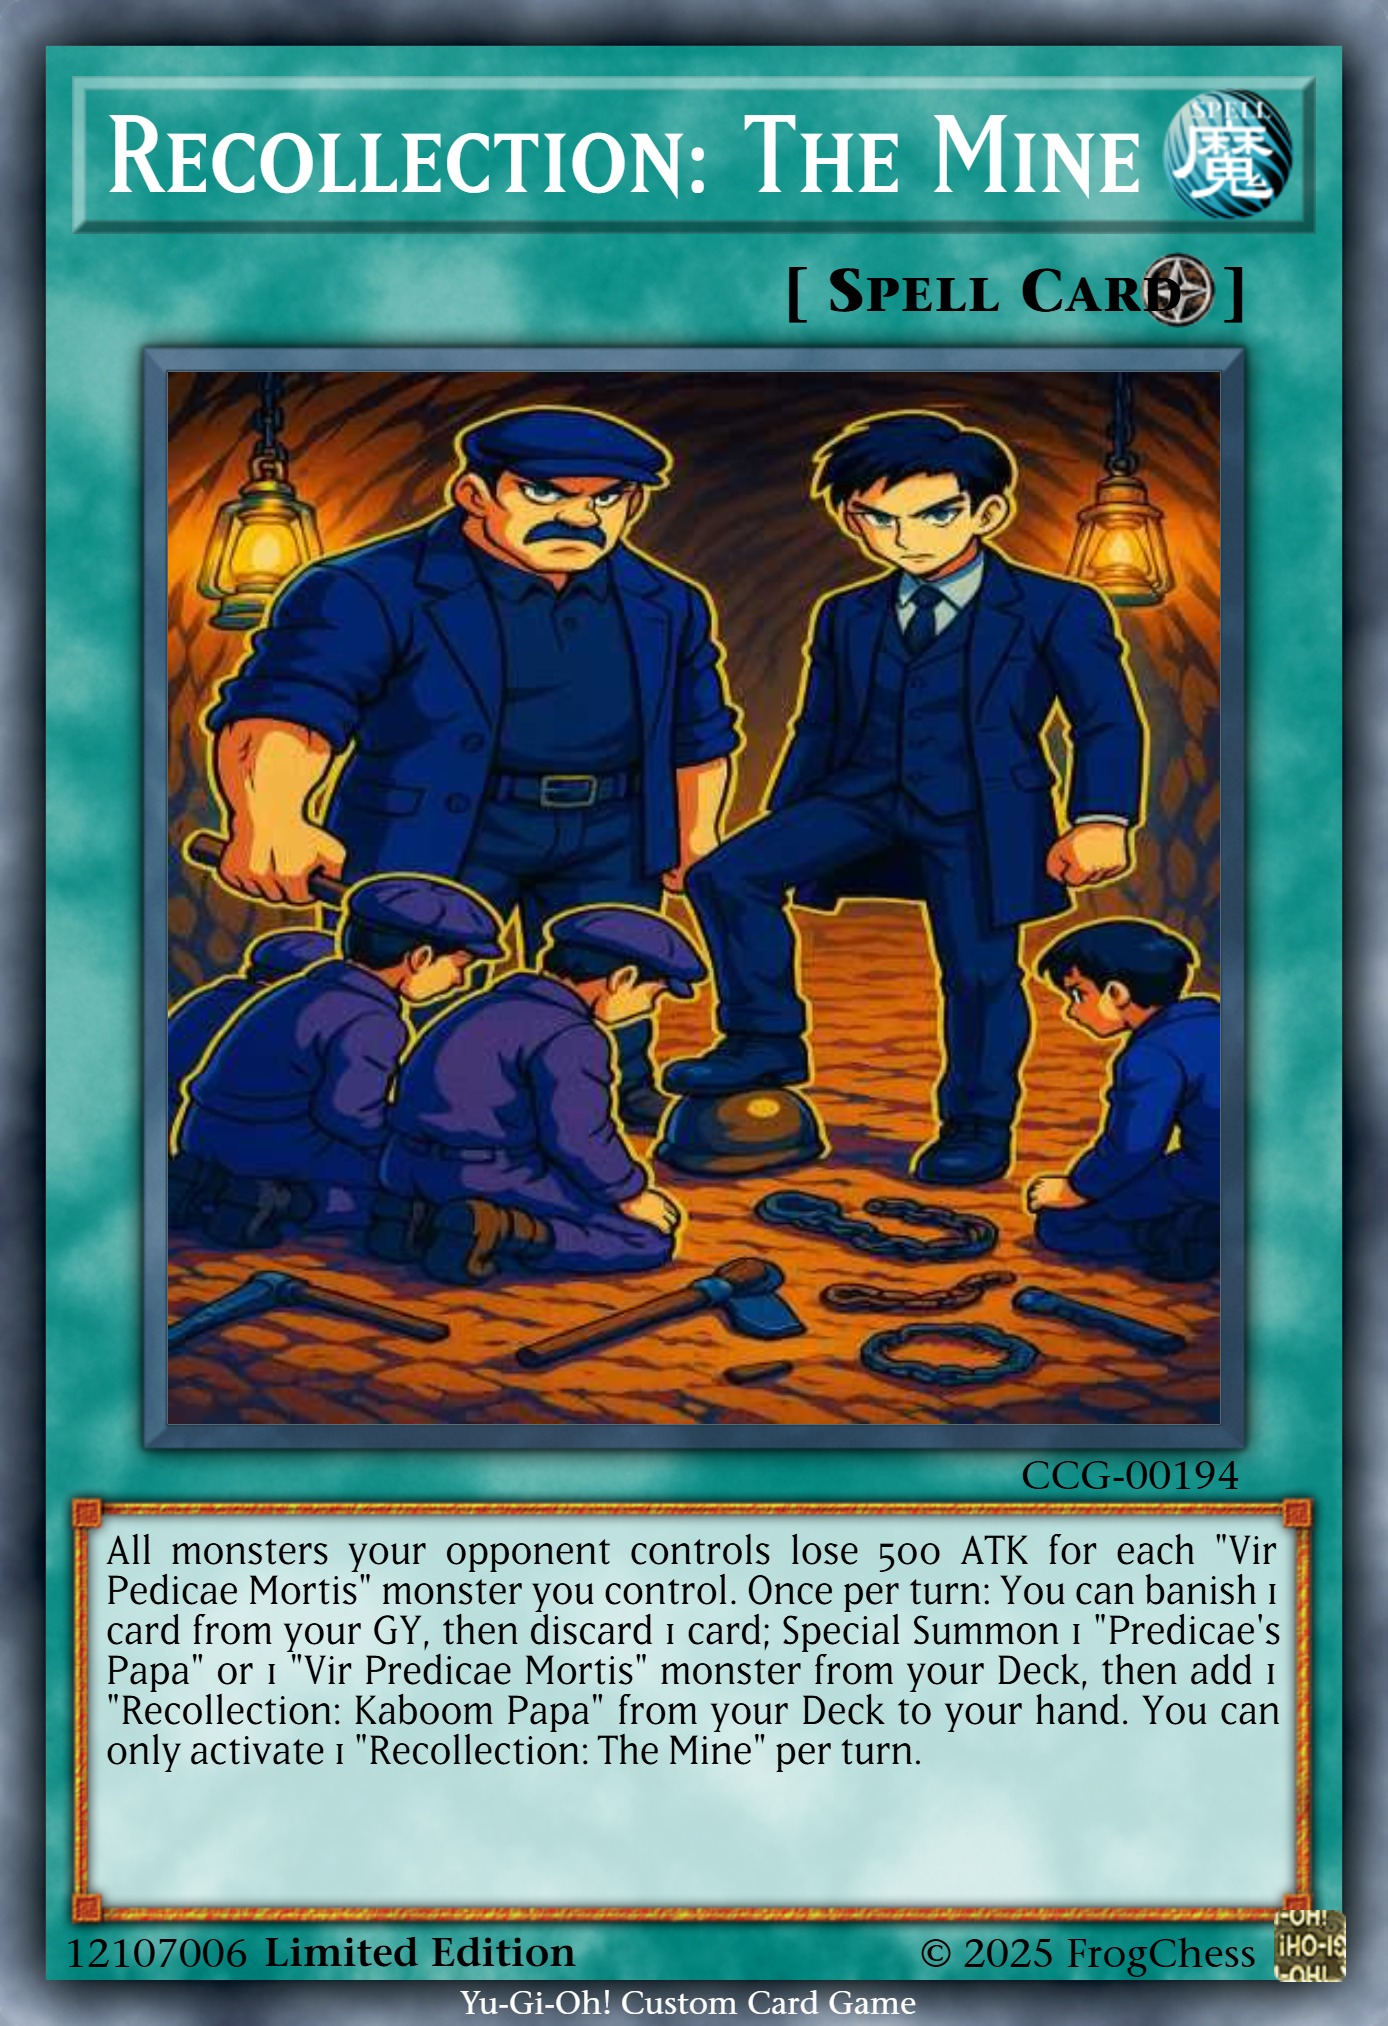 Recollection: The Mine
SPELL
魔
[ Spell Card ]
CCG-00194
All monsters your opponent controls lose 500 ATK for each "Vir
Pedicae Mortis" monster you control. Once per turn: You can banish 1
card from your GY, then discard 1 card; Special Summon 1 "Predicae's
Papa" or 1 "Vir Predicae Mortis" monster from your Deck, then add 1
"Recollection: Kaboom Papa" from your Deck to your hand. You can
only activate 1 "Recollection: The Mine" per turn.
12107006 Limited Edition
© 2025 FrogChess
Yu-Gi-Oh! Custom Card Game